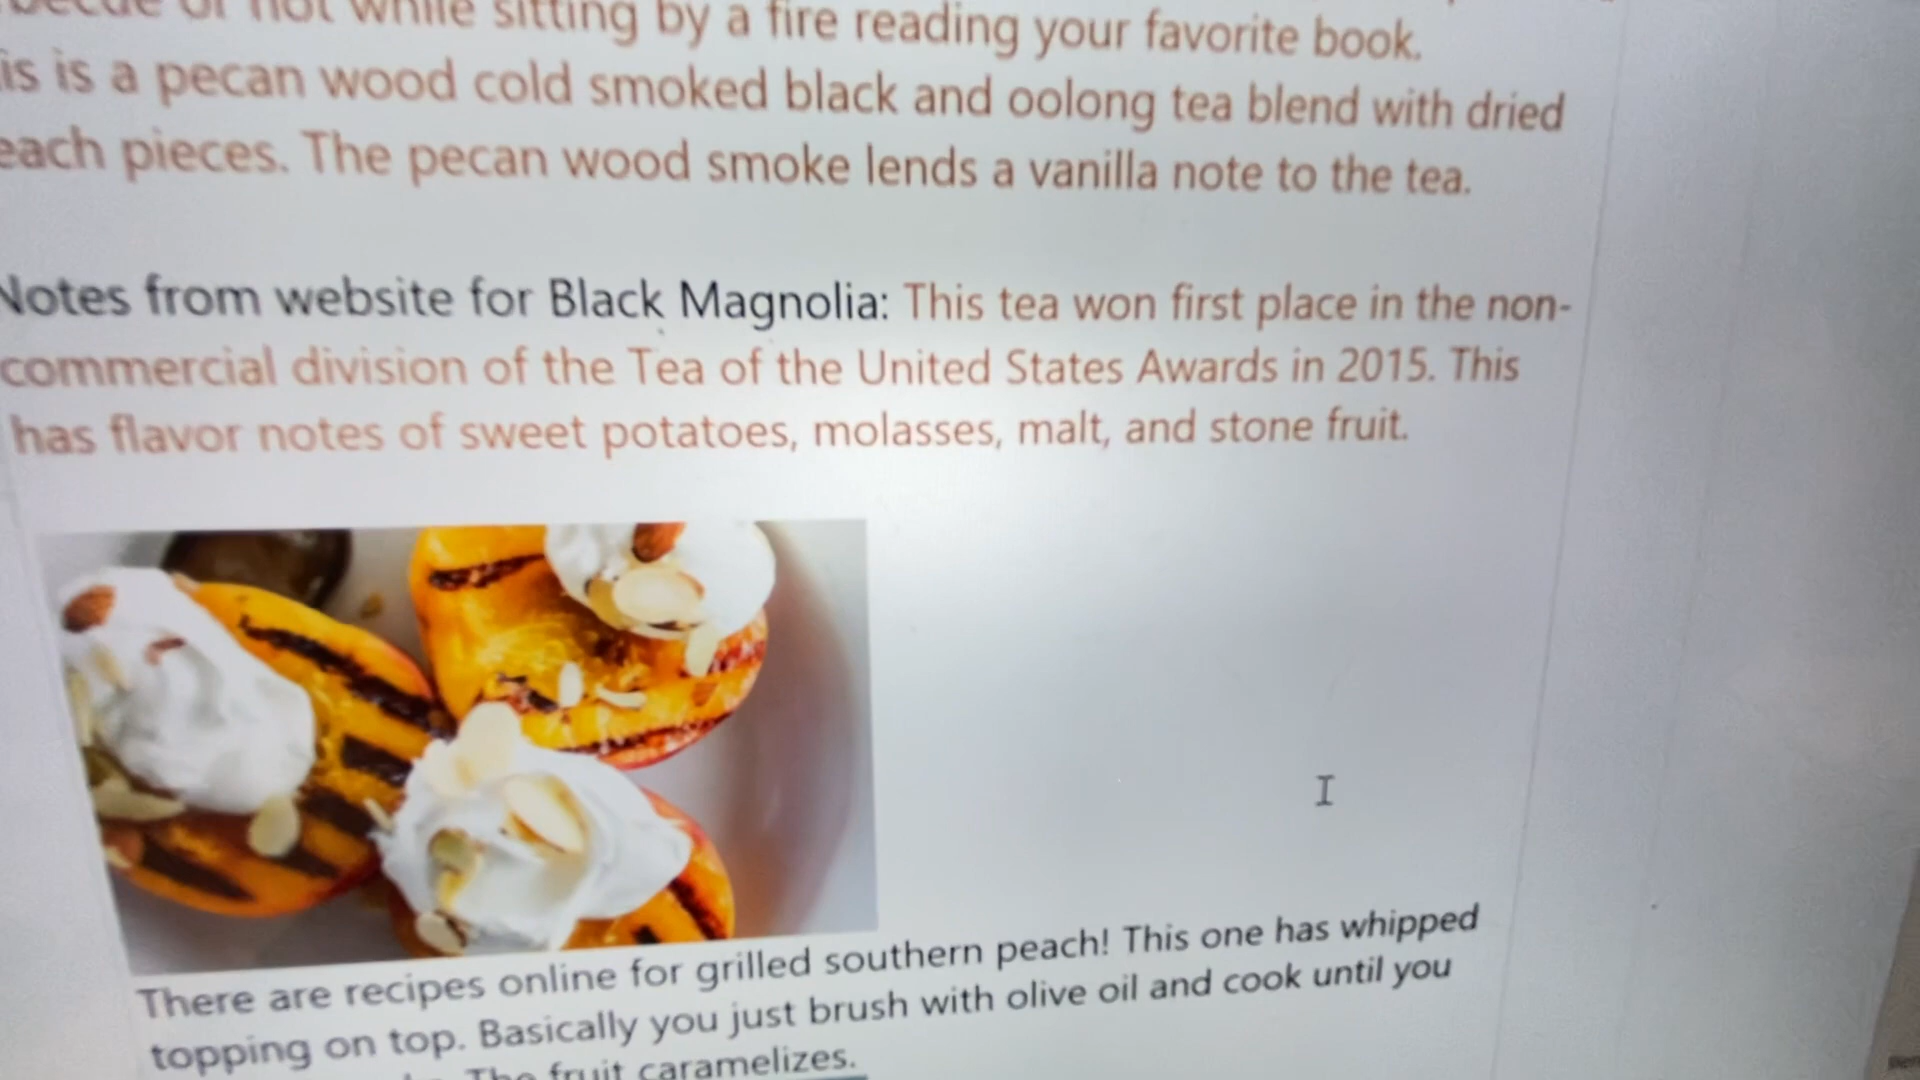 or not while sitting by a fire reading your favorite book.
is is a pecan wood cold smoked black and oolong tea blend with dried
each pieces. The pecan wood smoke lends a vanilla note to the tea.
Notes from website for Black Magnolia: This tea won first place in the non-
commercial division of the Tea of the United States Awards in 2015. This
has flavor notes of sweet potatoes, molasses, malt, and stone fruit.
There are recipes online for grilled southern peach! This one has whipped
topping on top. Basically you just brush with olive oil and cook until you
The fruit caramelizes.